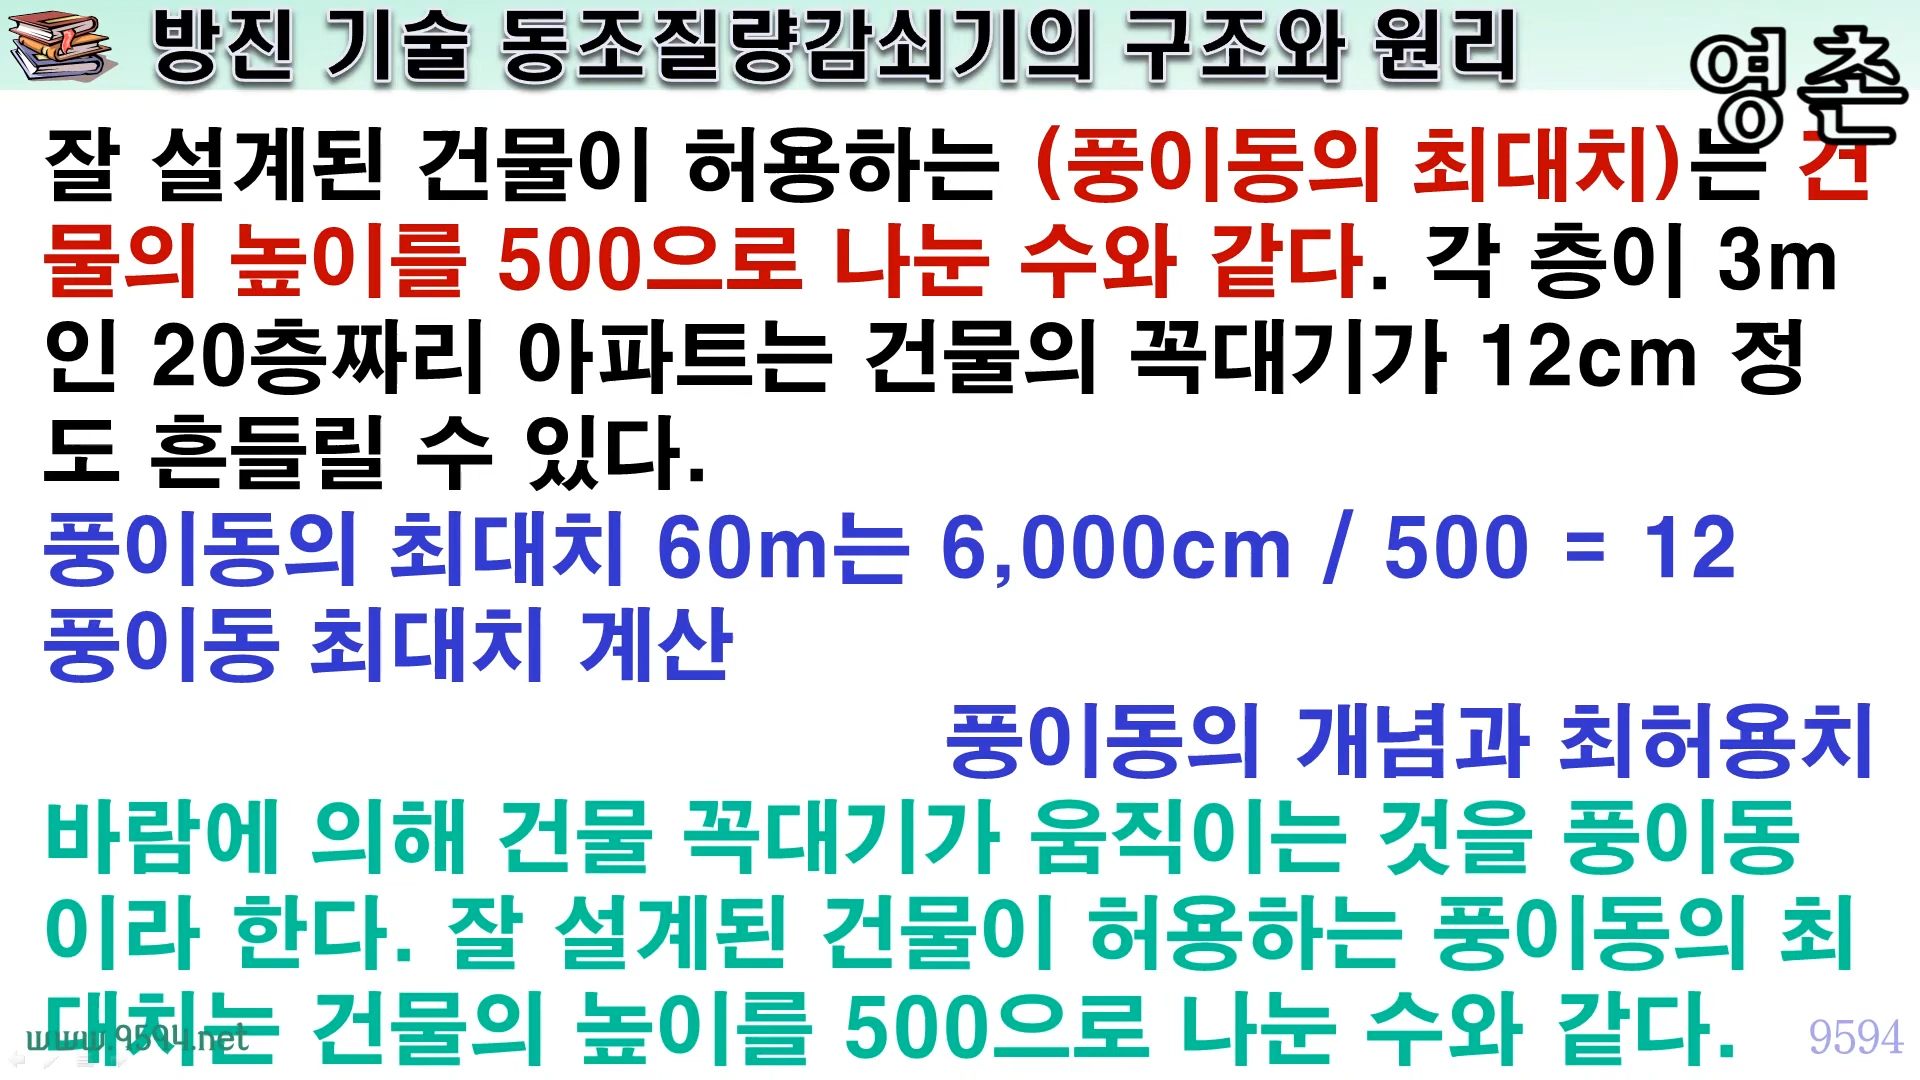 방진 기술 동조질량감쇠기의 구조와 원리
영촌
잘 설계된 건물이 허용하는 (풍이동의 최대치)는 건
물의 높이를 500으로 나눈 수와 같다. 각 층이 3m
인 20층짜리 아파트는 건물의 꼭대기가 12cm 정
도 흔들릴 수 있다.
풍이동의 최대치 60m는 6,000cm / 500 = 12
풍이동 최대치 계산
풍이동의 개념과 최허용치
바람에 의해 건물 꼭대기가 움직이는 것을 풍이동
이라 한다. 잘 설계된 건물이 허용하는 풍이동의 최
대치는 건물의 높이를 500으로 나눈 수와 같다.
www.9594.net
9594